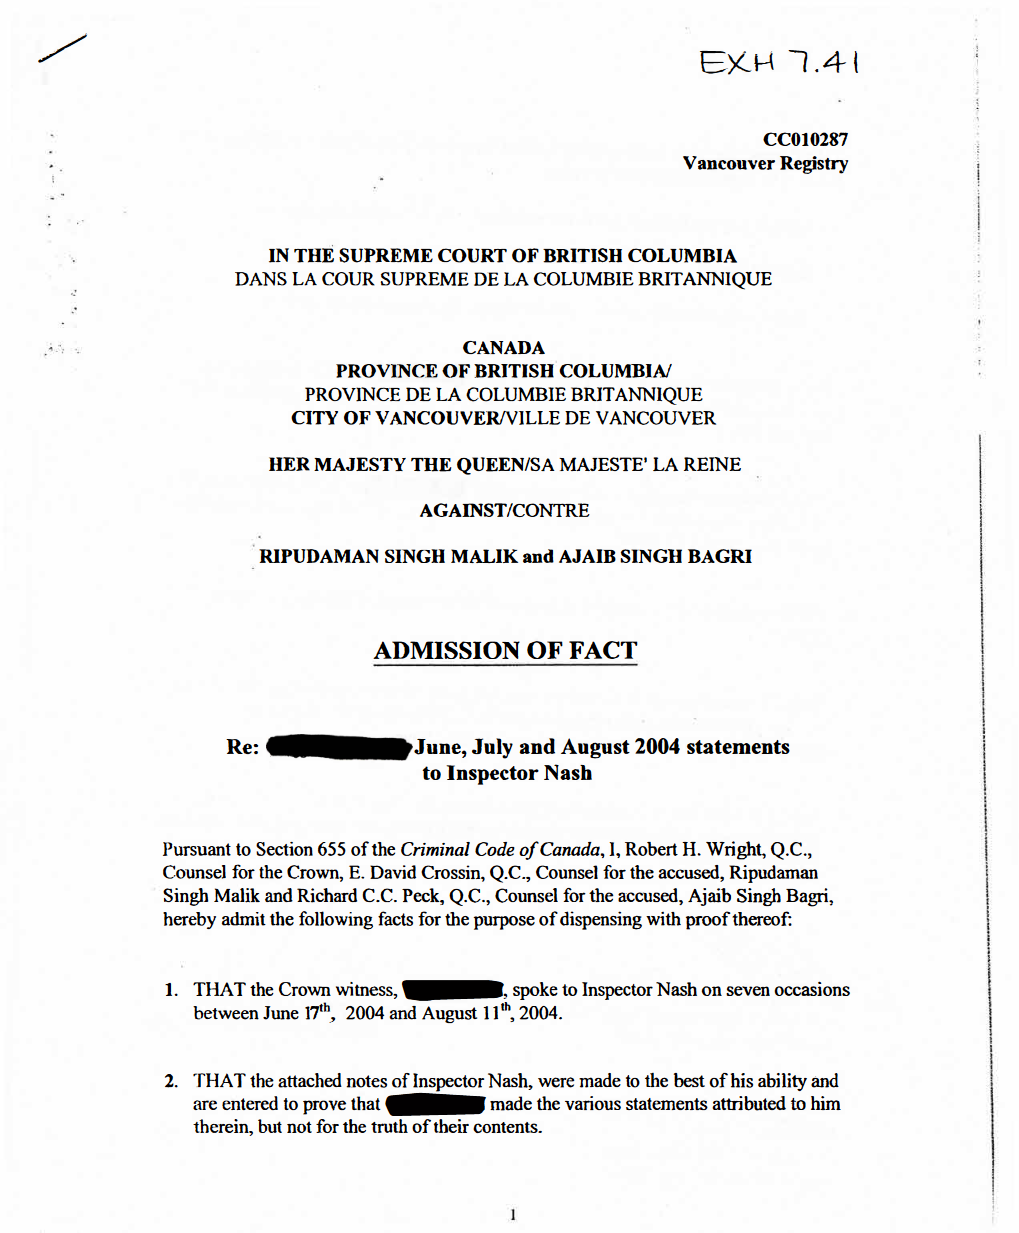 EXH 7.41
CC010287
Vancouver Registry
IN THE SUPREME COURT OF BRITISH COLUMBIA
DANS LA COUR SUPREME DE LA COLUMBIE BRITANNIQUE
CANADA
PROVINCE OF BRITISH COLUMBIA/
PROVINCE DE LA COLUMBIE BRITANNIQUE
CITY OF VANCOUVER/VILLE DE VANCOUVER
HER MAJESTY THE QUEEN/SA MAJESTE' LA REINE
AGAINST/CONTRE
RIPUDAMAN SINGH MALIK and AJAIB SINGH BAGRI
ADMISSION OF FACT
Re: June, July and August 2004 statements
to Inspector Nash
Pursuant to Section 655 of the Criminal Code of Canada, I, Robert H. Wright, Q.C.,
Counsel for the Crown, E. David Crossin, Q.C., Counsel for the accused, Ripudaman
Singh Malik and Richard C.C. Peck, Q.C., Counsel for the accused, Ajaib Singh Bagri,
hereby admit the following facts for the purpose of dispensing with proof thereof:
1. THAT the Crown witness, , spoke to Inspector Nash on seven occasions
between June 17th, 2004 and August 11th, 2004.
2. THAT the attached notes of Inspector Nash, were made to the best of his ability and
are entered to prove that made the various statements attributed to him
therein, but not for the truth of their contents.
1